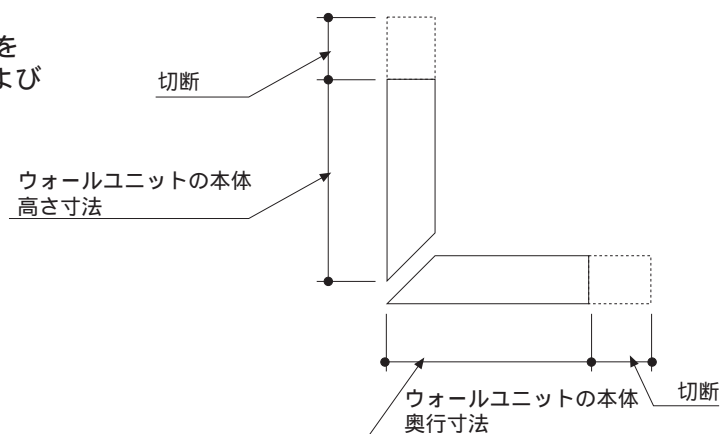 を
よび
切断
ウォールユニットの本体
高さ寸法
ウォールユニットの本体
奥行寸法
切断